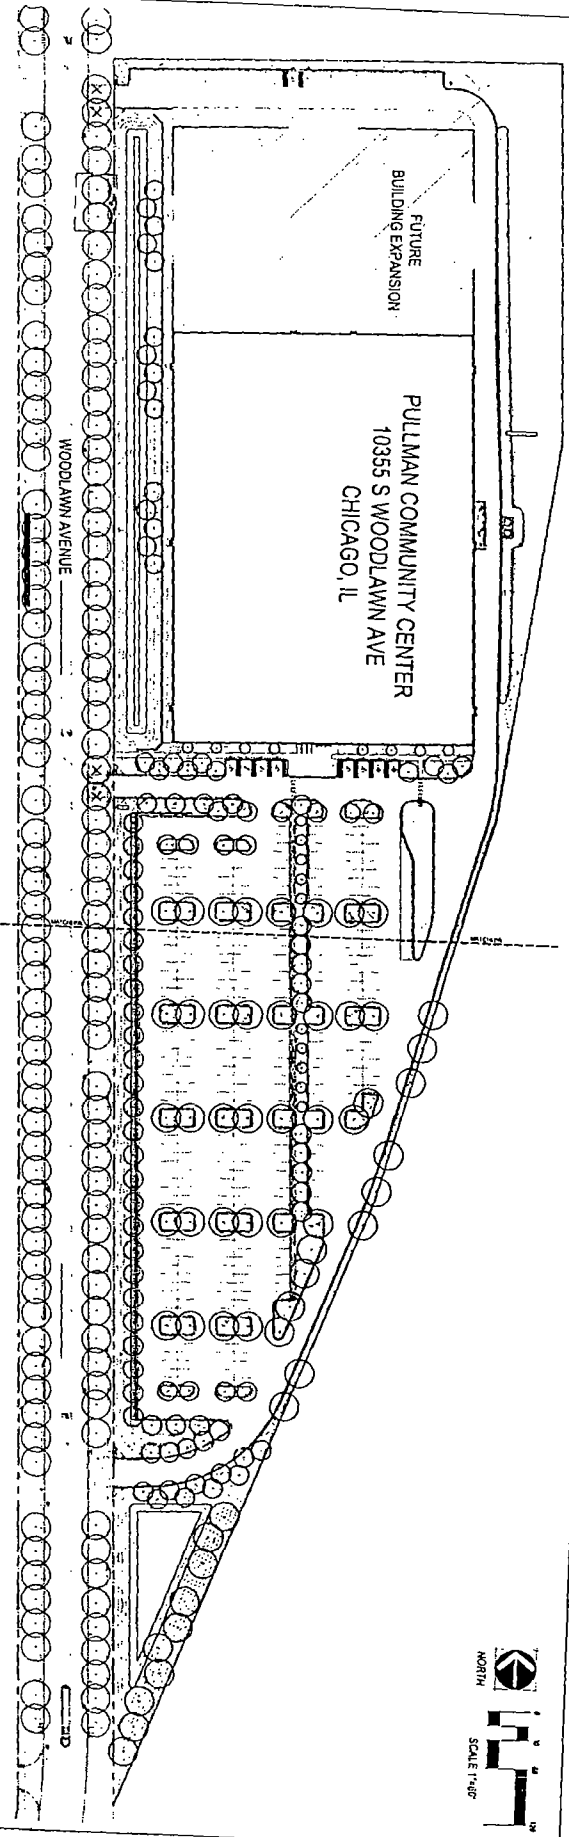 FUTURE
BUILDING EXPANSION
PULLMAN COMMUNITY CENTER
10355 S WOODLAWN AVE
CHICAGO, IL
WOODLAWN AVENUE
NORTH
SCALE 1"=60'